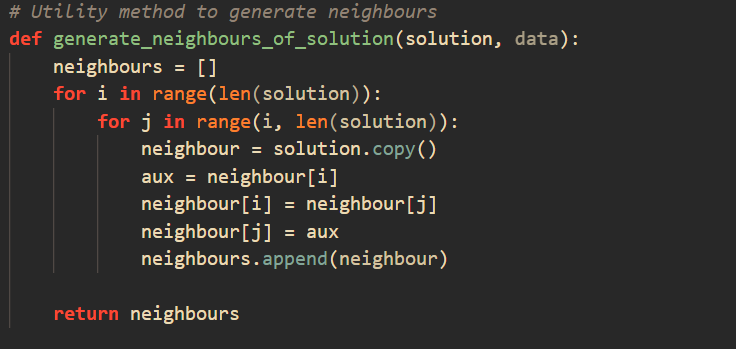 # Utility method to generate neighbours
def generate_neighbours_of_solution(solution, data):
    neighbours = []
    for i in range(len(solution)):
        for j in range(i, len(solution)):
            neighbour = solution.copy()
            aux = neighbour[i]
            neighbour[i] = neighbour[j]
            neighbour[j] = aux
            neighbours.append(neighbour)

    return neighbours